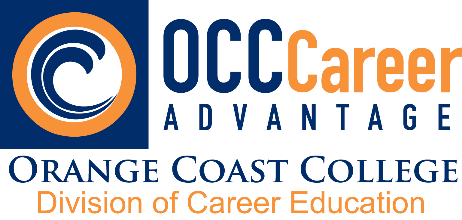 OCCCareer
ADVANTAGE
ORANGE COAST COLLEGE
Division of Career Education